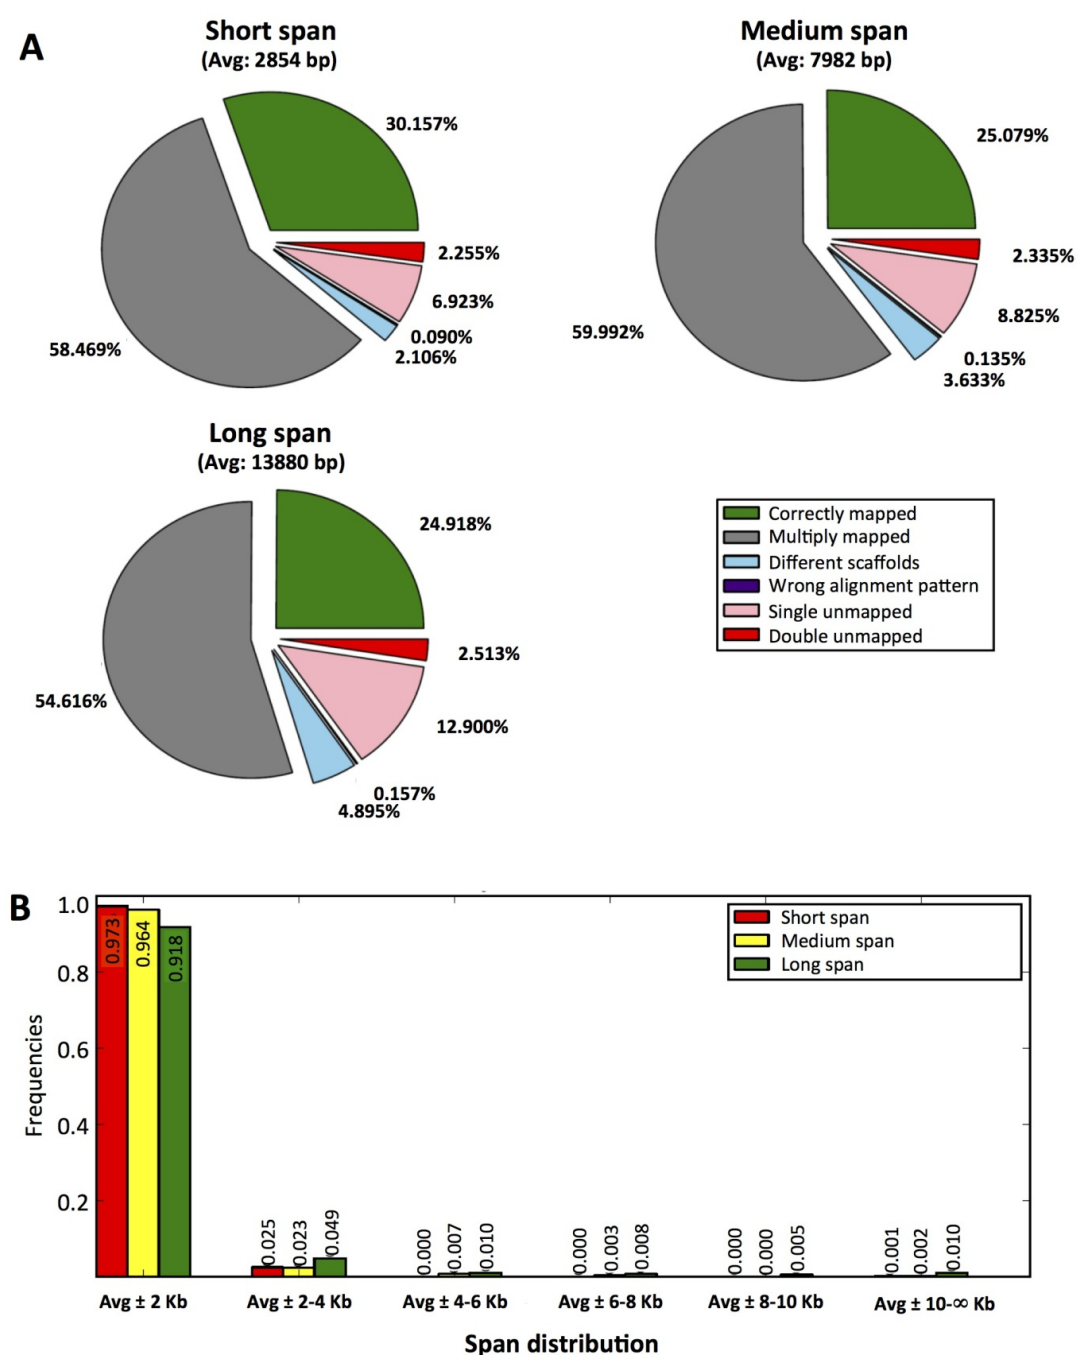 A
Short span
(Avg: 2854 bp)
30.157%
2.255%
6.923%
0.090%
2.106%
58.469%
Medium span
(Avg: 7982 bp)
25.079%
2.335%
8.825%
0.135%
3.633%
59.992%
Long span
(Avg: 13880 bp)
24.918%
2.513%
12.900%
0.157%
4.895%
54.616%
Correctly mapped
Multiply mapped
Different scaffolds
Wrong alignment pattern
Single unmapped
Double unmapped
B
Frequencies
1.0
0.8
0.6
0.4
0.2
Short span
Medium span
Long span
0.973
0.964
0.918
0.025
0.023
0.049
0.000
0.007
0.010
0.000
0.003
0.008
0.000
0.000
0.005
0.001
0.002
0.010
Avg ± 2 Kb
Avg ± 2-4 Kb
Avg ± 4-6 Kb
Avg ± 6-8 Kb
Avg ± 8-10 Kb
Avg ± 10-∞ Kb
Span distribution